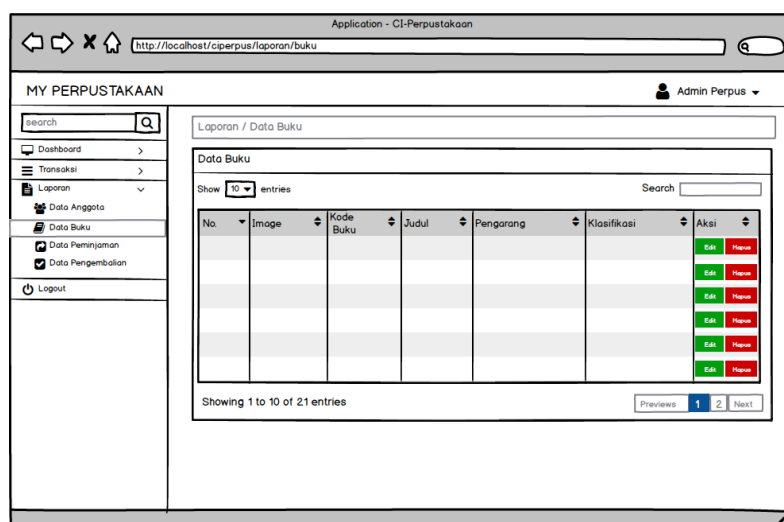 Application - CI-Perpustakaan
http://localhost/ciperpus/laporan/buku
MY PERPUSTAKAAN
Admin Perpus
search
Dashboard
Transaksi
Laporan
Data Anggota
Data Buku
Data Peminjaman
Data Pengembalian
Logout
Laporan / Data Buku
Data Buku
Show 10 entries
Search
No. Image Kode Buku Judul Pengarang Klasifikasi Aksi
Edit Hapus
Edit Hapus
Edit Hapus
Edit Hapus
Edit Hapus
Edit Hapus
Showing 1 to 10 of 21 entries
Previews 1 2 Next